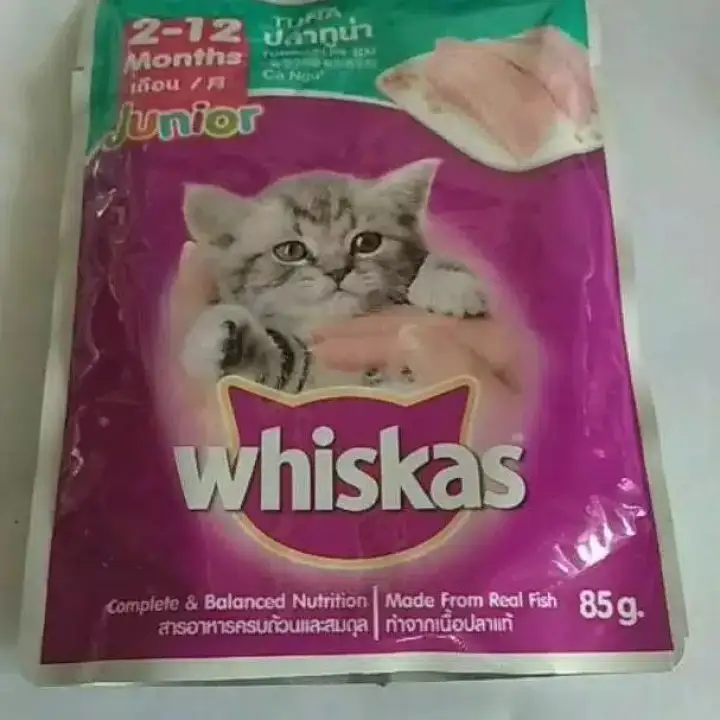 2-12
Months
เดือน / 月
Junior
TUNA
ปลาทูน่า
Cá Ngừ
whiskas
Complete & Balanced Nutrition
สารอาหารครบถ้วนและสมดุล
Made From Real Fish
ทำจากเนื้อปลาแท้
85 g.